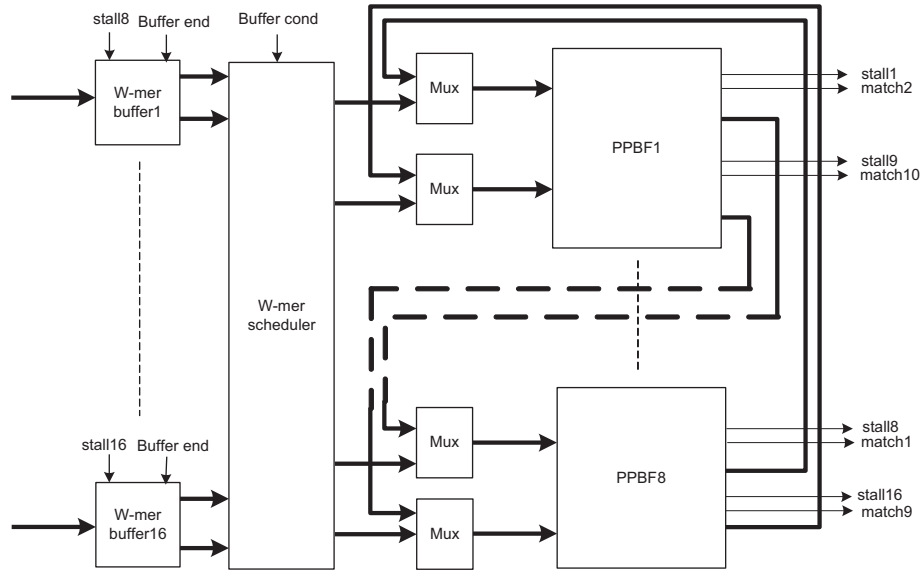 stall8
Buffer end
Buffer cond
W-mer
buffer1
Mux
PPBF1
stall1
match2
Mux
stall9
match10
W-mer
scheduler
stall16
Buffer end
W-mer
buffer16
Mux
PPBF8
stall8
match1
Mux
stall16
match9